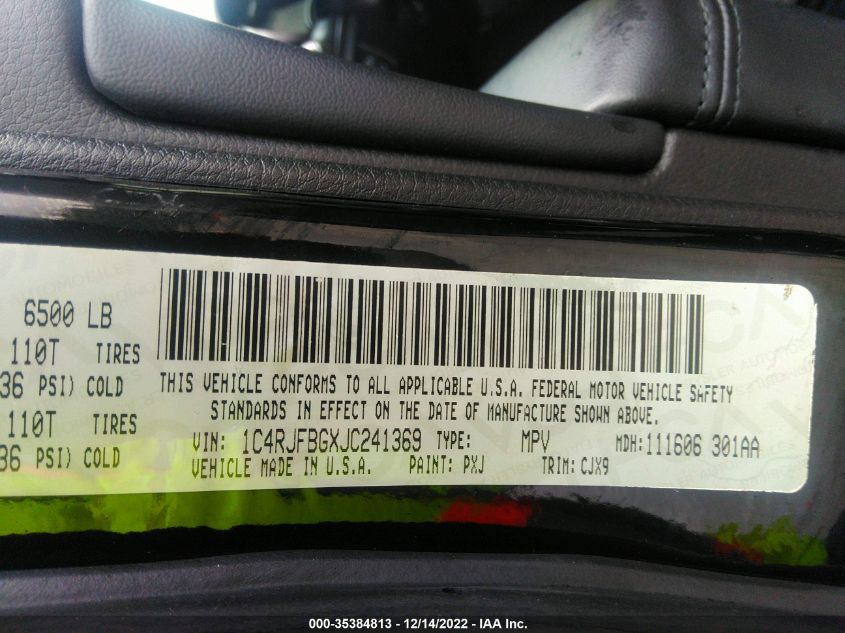 6500 LB
110T TIRES
36 PSI) COLD
110T TIRES
36 PSI) COLD
THIS VEHICLE CONFORMS TO ALL APPLICABLE U.S.A. FEDERAL MOTOR VEHICLE SAFETY
STANDARDS IN EFFECT ON THE DATE OF MANUFACTURE SHOWN ABOVE.
VIN: 1C4RJFBGXJC241369 TYPE: MPV MDH:111606 301AA
VEHICLE MADE IN U.S.A. PAINT: PXJ TRIM: CJX9
000-35384813 - 12/14/2022 - IAA Inc.